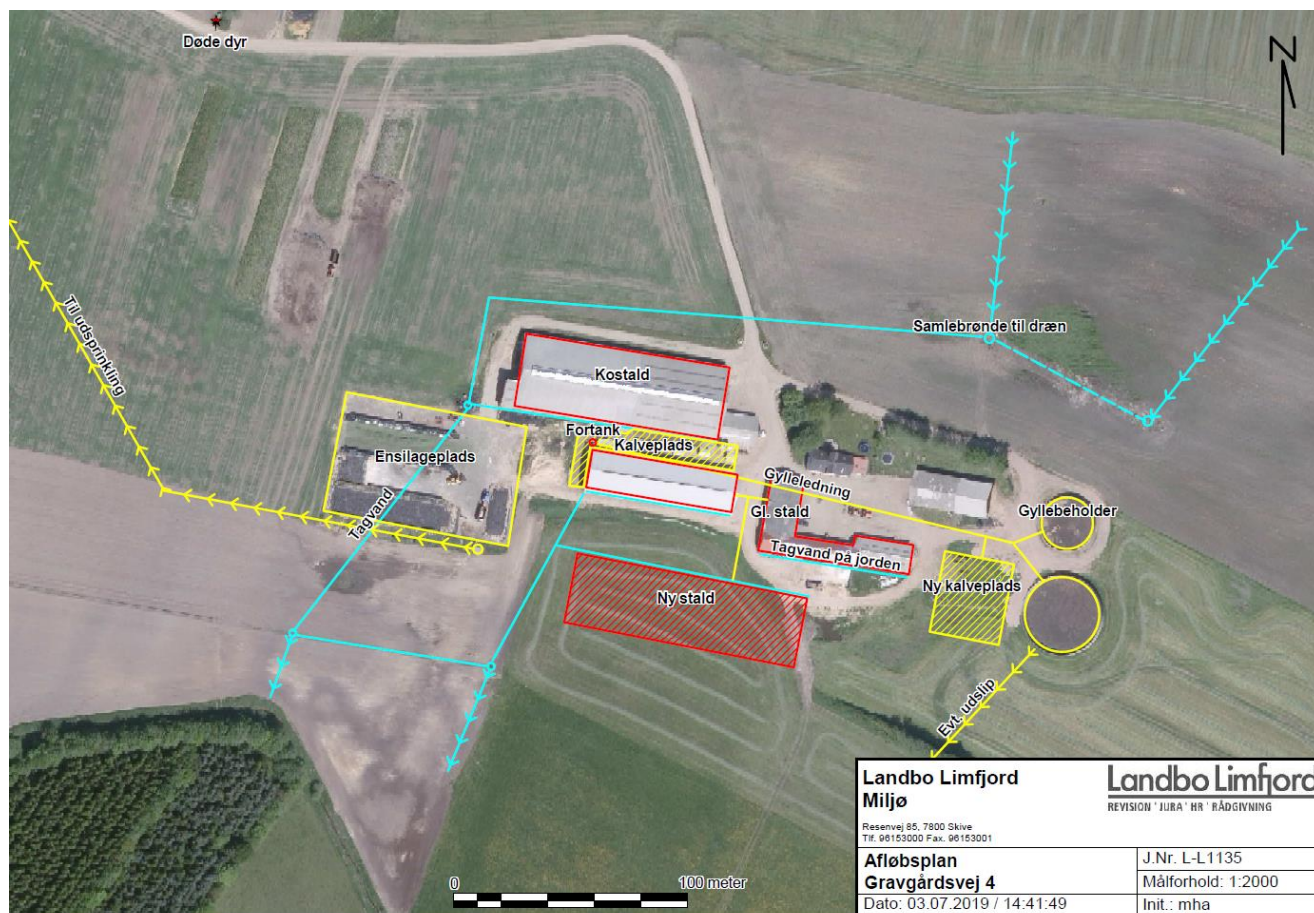 Døde dyr
N
Samlebrønde til dræn
Til udsprinkling
Kostald
Fortank
Kalveplads
Ensilageplads
Gylleledning
Gl. stald
Gyllebeholder
Tagvand
Tagvand på jorden
Ny kalveplads
Ny stald
Evt. udslip
0 100 meter
Landbo Limfjord
Miljø
Resenvej 85, 7800 Skive
Tlf. 96153000 Fax. 96153001
Landbo Limfjord
REVISION ' JURA ' HR ' RÅDGIVNING
Afløbsplan
Gravgårdsvej 4
Dato: 03.07.2019 / 14:41:49
J.Nr. L-L1135
Målforhold: 1:2000
Init.: mha